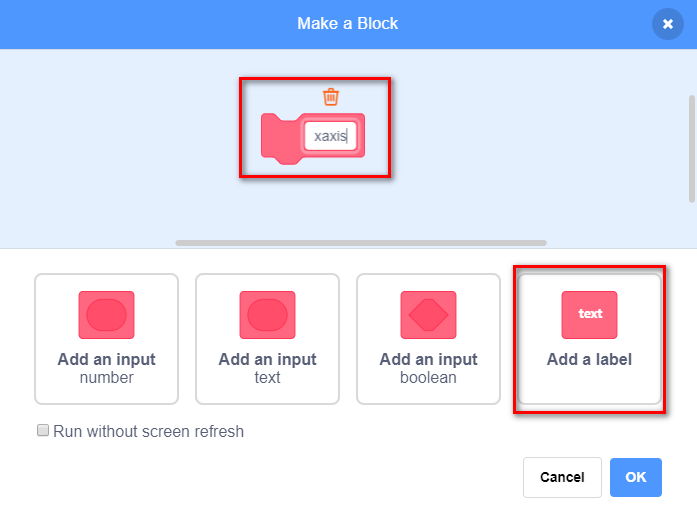 Make a Block
xaxis
text
Add an input
number
Add an input
text
Add an input
boolean
Add a label
Run without screen refresh
Cancel
OK